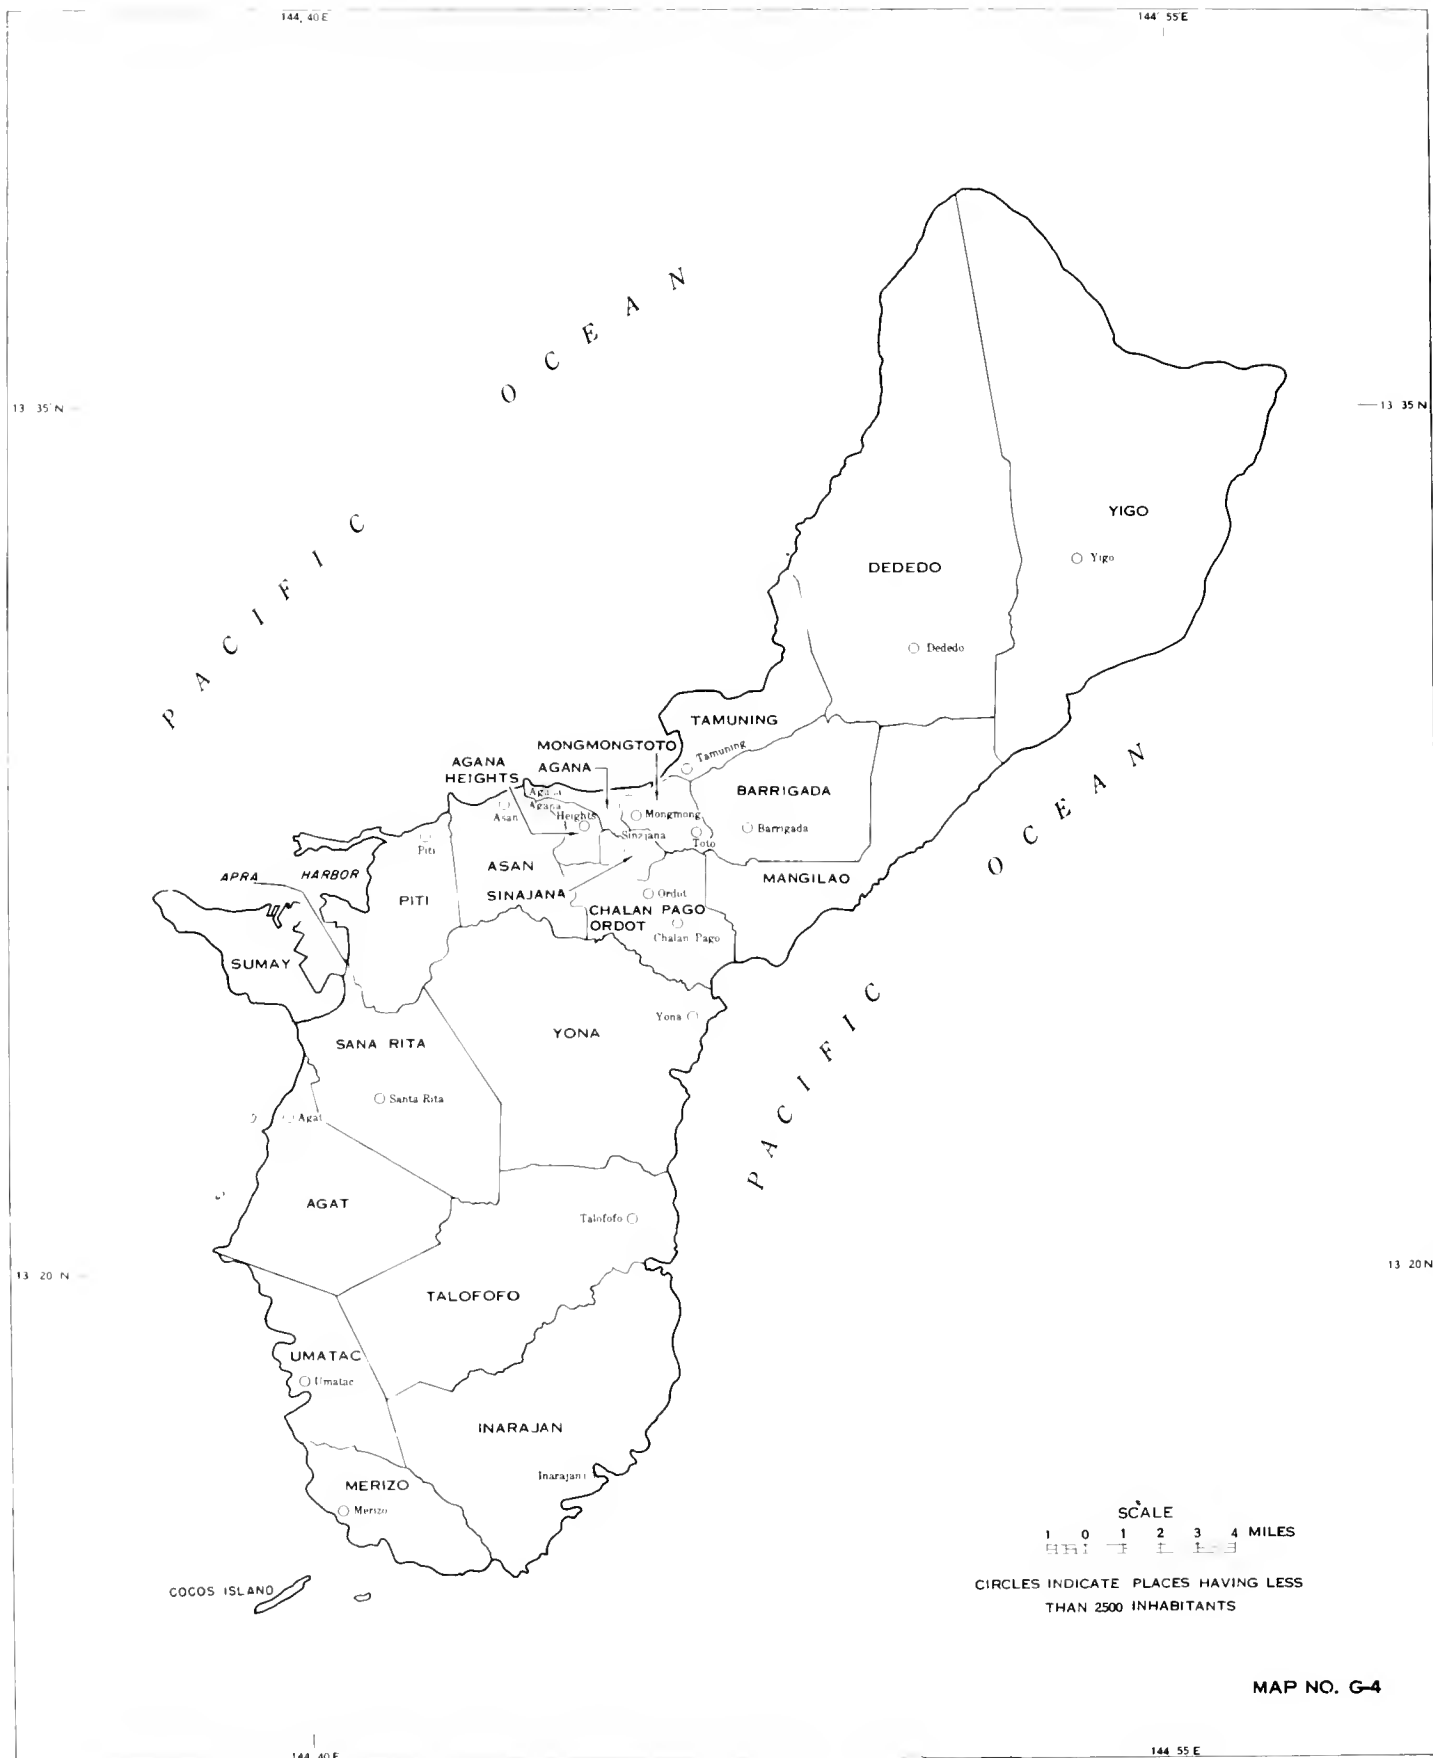 144 40 E
144 55 E
PACIFIC OCEAN
13 35 N
13 35 N
YIGO
Yigo
DEDEDO
Dededo
TAMUNING
Tamuning
MONGMONGTOTO
AGANA
HEIGHTS
AGANA
Agana
Agana
Heights
Asan
Mongmong
Sinajana
Toto
BARRIGADA
Barrigada
Piti
ASAN
MANGILAO
APRA
HARBOR
PITI
SINAJANA
Ordot
CHALAN PAGO
ORDOT
Chalan Pago
SUMAY
PACIFIC OCEAN
Yona
YONA
SANA RITA
Santa Rita
Agat
AGAT
Talofofo
13 20 N
13 20 N
TALOFOFO
UMATAC
Umatac
INARAJAN
Inarajan
MERIZO
Merizo
COCOS ISLAND
SCALE
1 0 1 2 3 4 MILES
CIRCLES INDICATE PLACES HAVING LESS
THAN 2500 INHABITANTS
MAP NO. G-4
144 40 E
144 55 E